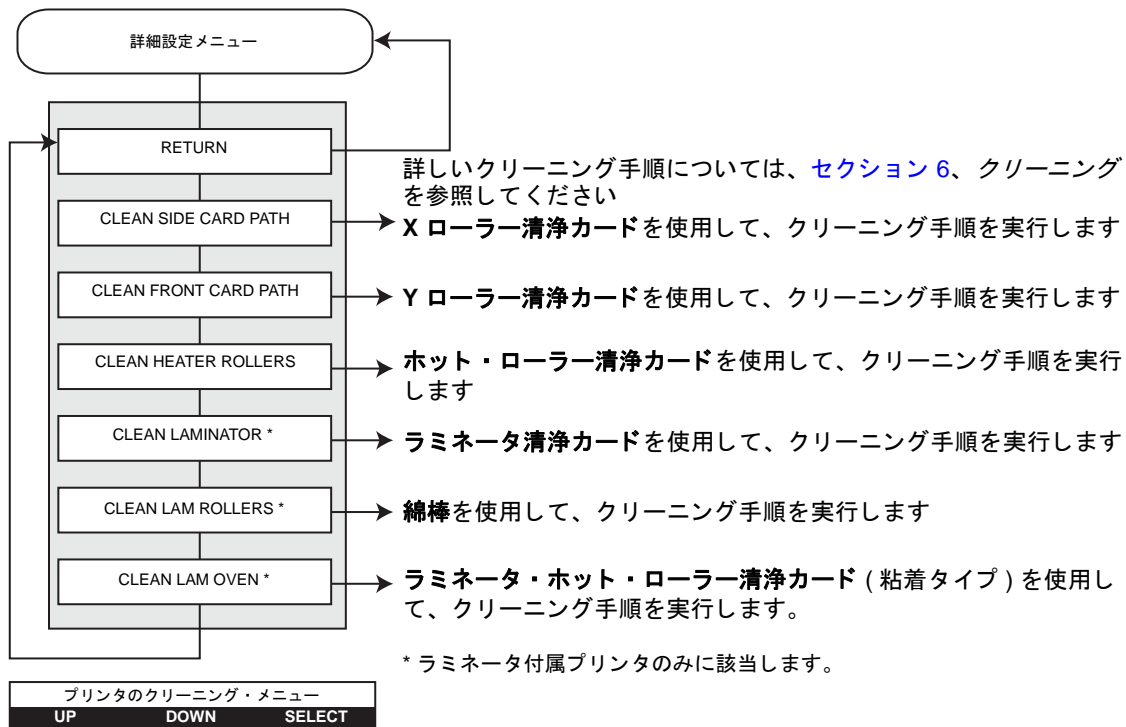 詳細設定メニュー
RETURN
詳しいクリーニング手順については、セクション 6、クリーニング
を参照してください
CLEAN SIDE CARD PATH
X ローラー清浄カードを使用して、クリーニング手順を実行します
CLEAN FRONT CARD PATH
Y ローラー清浄カードを使用して、クリーニング手順を実行します
CLEAN HEATER ROLLERS
ホット・ローラー清浄カードを使用して、クリーニング手順を実行
します
CLEAN LAMINATOR *
ラミネータ清浄カードを使用して、クリーニング手順を実行します
CLEAN LAM ROLLERS *
綿棒を使用して、クリーニング手順を実行します
CLEAN LAM OVEN *
ラミネータ・ホット・ローラー清浄カード ( 粘着タイプ ) を使用し
て、クリーニング手順を実行します。
* ラミネータ付属プリンタのみに該当します。
プリンタのクリーニング・メニュー
UP DOWN SELECT